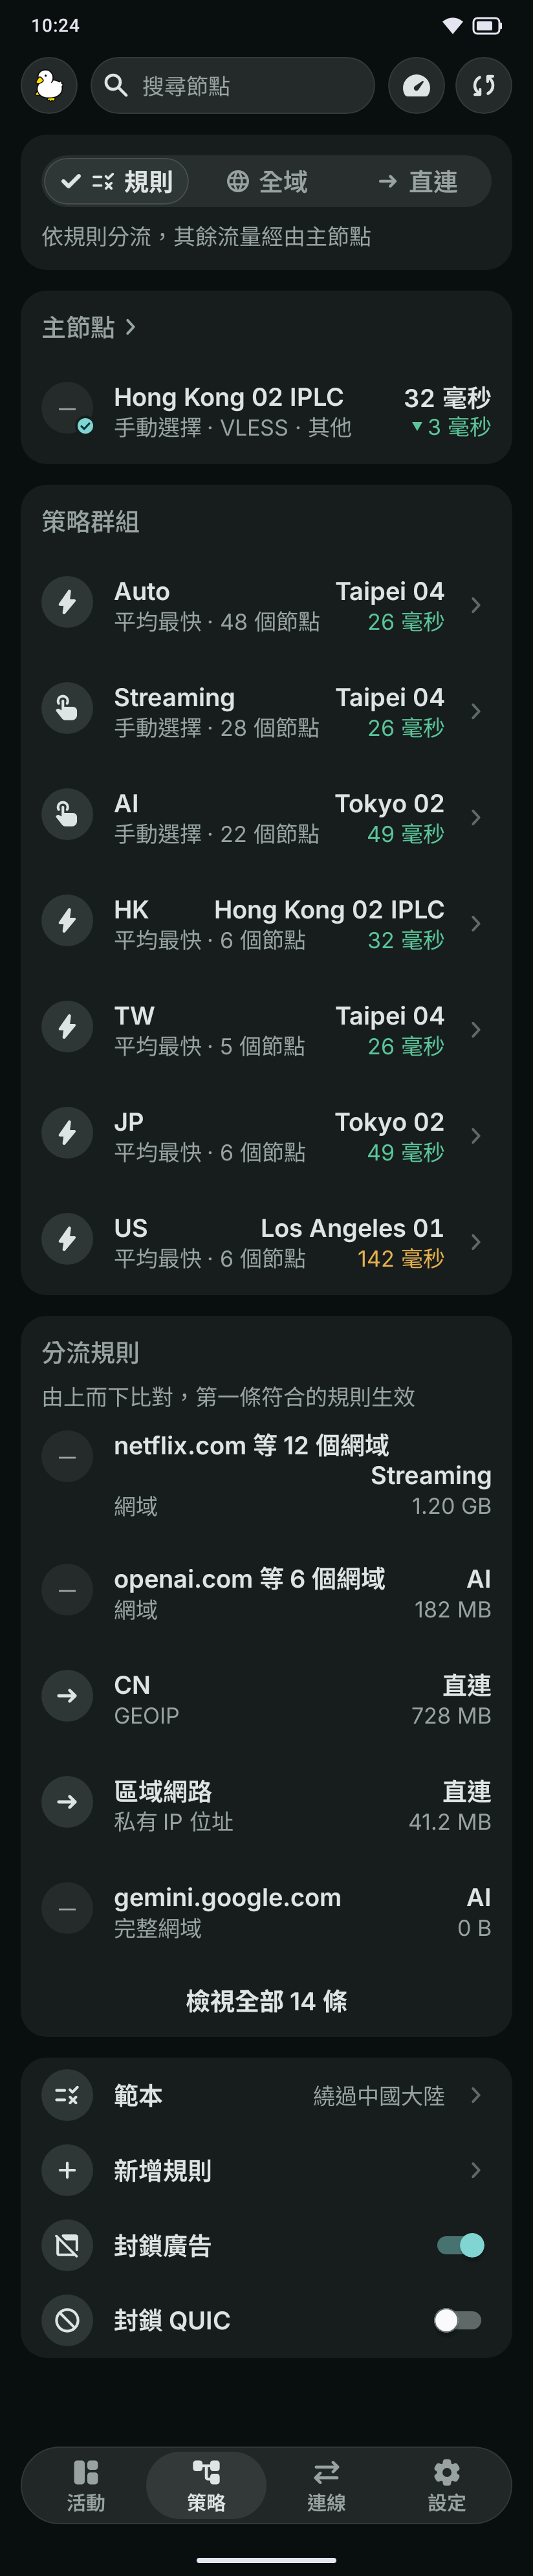 10:24
搜尋節點
規則
全域
直連
依規則分流，其餘流量經由主節點
主節點
Hong Kong 02 IPLC
32 毫秒
手動選擇 · VLESS · 其他
▼3 毫秒
策略群組
Auto
Taipei 04
平均最快 · 48 個節點
26 毫秒
Streaming
Taipei 04
手動選擇 · 28 個節點
26 毫秒
AI
Tokyo 02
手動選擇 · 22 個節點
49 毫秒
HK
Hong Kong 02 IPLC
平均最快 · 6 個節點
32 毫秒
TW
Taipei 04
平均最快 · 5 個節點
26 毫秒
JP
Tokyo 02
平均最快 · 6 個節點
49 毫秒
US
Los Angeles 01
平均最快 · 6 個節點
142 毫秒
分流規則
由上而下比對，第一條符合的規則生效
netflix.com 等 12 個網域
Streaming
網域
1.20 GB
openai.com 等 6 個網域
AI
網域
182 MB
CN
直連
GEOIP
728 MB
區域網路
直連
私有 IP 位址
41.2 MB
gemini.google.com
AI
完整網域
0 B
檢視全部 14 條
範本
繞過中國大陸
新增規則
封鎖廣告
封鎖 QUIC
活動
策略
連線
設定